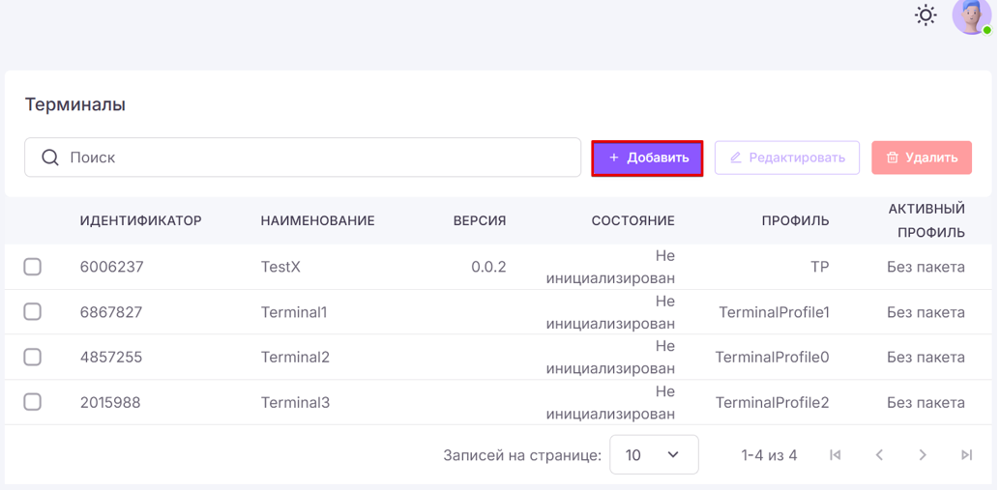 Терминалы
Поиск
+ Добавить
Редактировать
Удалить
ИДЕНТИФИКАТОР НАИМЕНОВАНИЕ ВЕРСИЯ СОСТОЯНИЕ ПРОФИЛЬ АКТИВНЫЙ ПРОФИЛЬ
6006237 TestX 0.0.2 Не инициализирован TP Без пакета
6867827 Terminal1 Не инициализирован TerminalProfile1 Без пакета
4857255 Terminal2 Не инициализирован TerminalProfile0 Без пакета
2015988 Terminal3 Не инициализирован TerminalProfile2 Без пакета
Записей на странице: 10 1-4 из 4